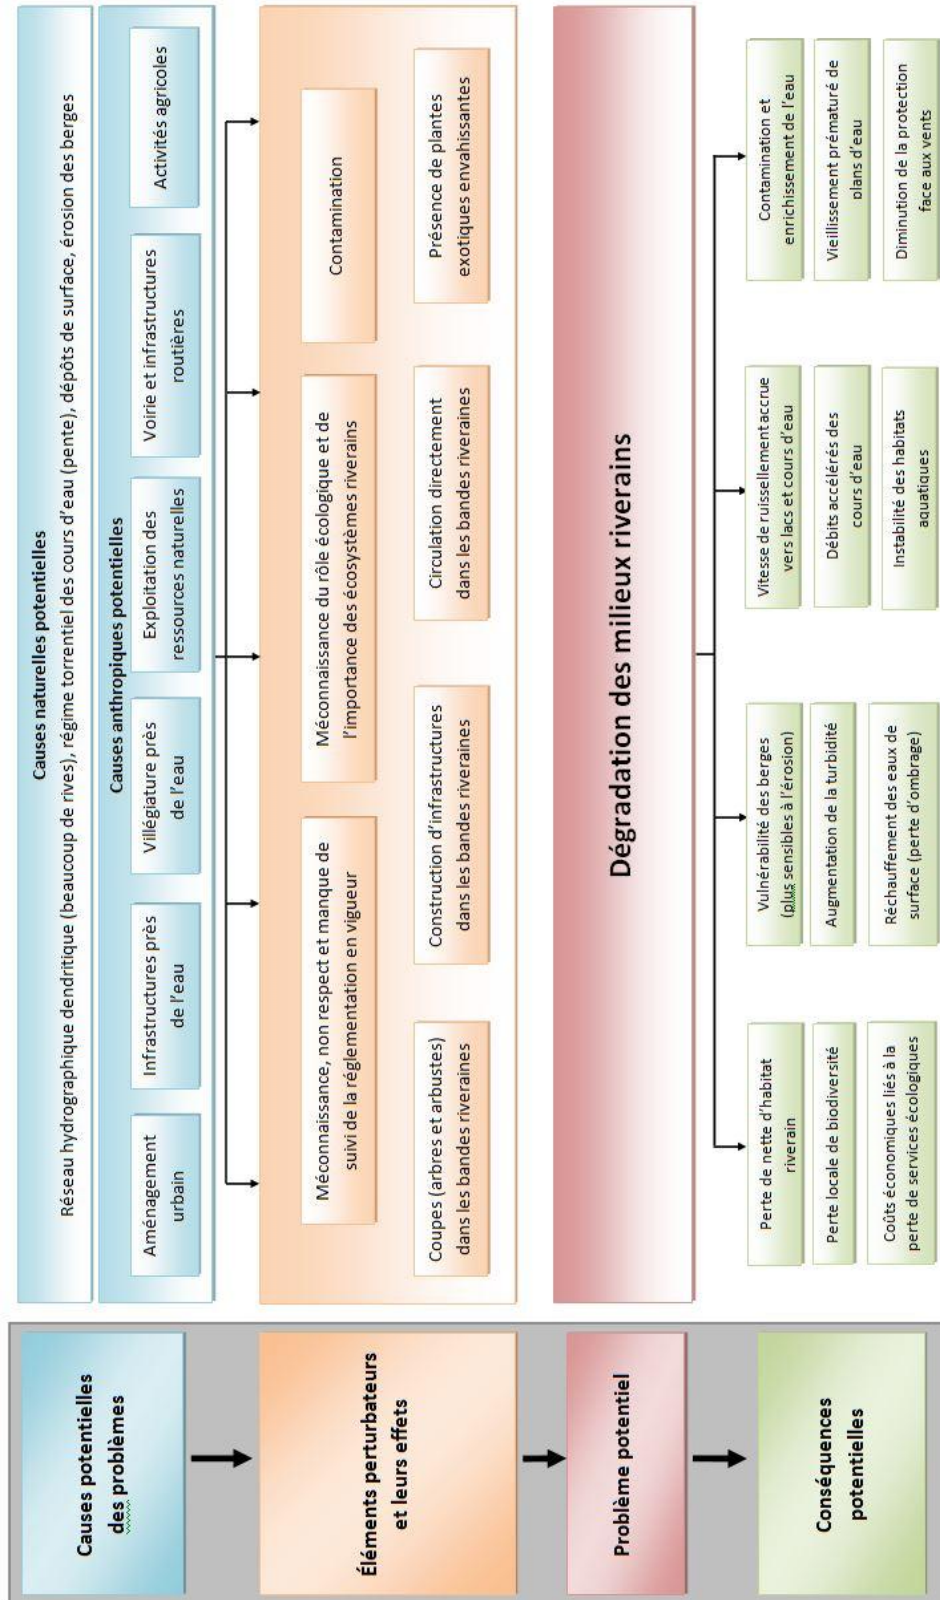 Causes potentielles
des problèmes
Causes naturelles potentielles
Réseau hydrographique dendritique (beaucoup de rives), régime torrentiel des cours d'eau (pente), dépôts de surface, érosion des berges
Causes anthropiques potentielles
Aménagement
urbain
Infrastructures près
de l'eau
Villégiature près
de l'eau
Exploitation des
ressources naturelles
Voirie et infrastructures
routières
Activités agricoles
Éléments perturbateurs
et leurs effets
Méconnaissance, non respect et manque de
suivi de la réglementation en vigueur
Méconnaissance du rôle écologique et de
l'importance des écosystèmes riverains
Contamination
Coupes (arbres et arbustes)
dans les bandes riveraines
Construction d'infrastructures
dans les bandes riveraines
Circulation directement
dans les bandes riveraines
Présence de plantes
exotiques envahissantes
Problème potentiel
Dégradation des milieux riverains
Conséquences
potentielles
Perte de nette d'habitat
riverain
Perte locale de biodiversité
Coûts économiques liés à la
perte de services écologiques
Vulnérabilité des berges
(plus sensibles à l'érosion)
Augmentation de la turbidité
Réchauffement des eaux de
surface (perte d'ombrage)
Vitesse de ruissellement accrue
vers lacs et cours d'eau
Débits accélérés des
cours d'eau
Instabilité des habitats
aquatiques
Contamination et
enrichissement de l'eau
Vieillissement prématuré de
plans d'eau
Diminution de la protection
face aux vents